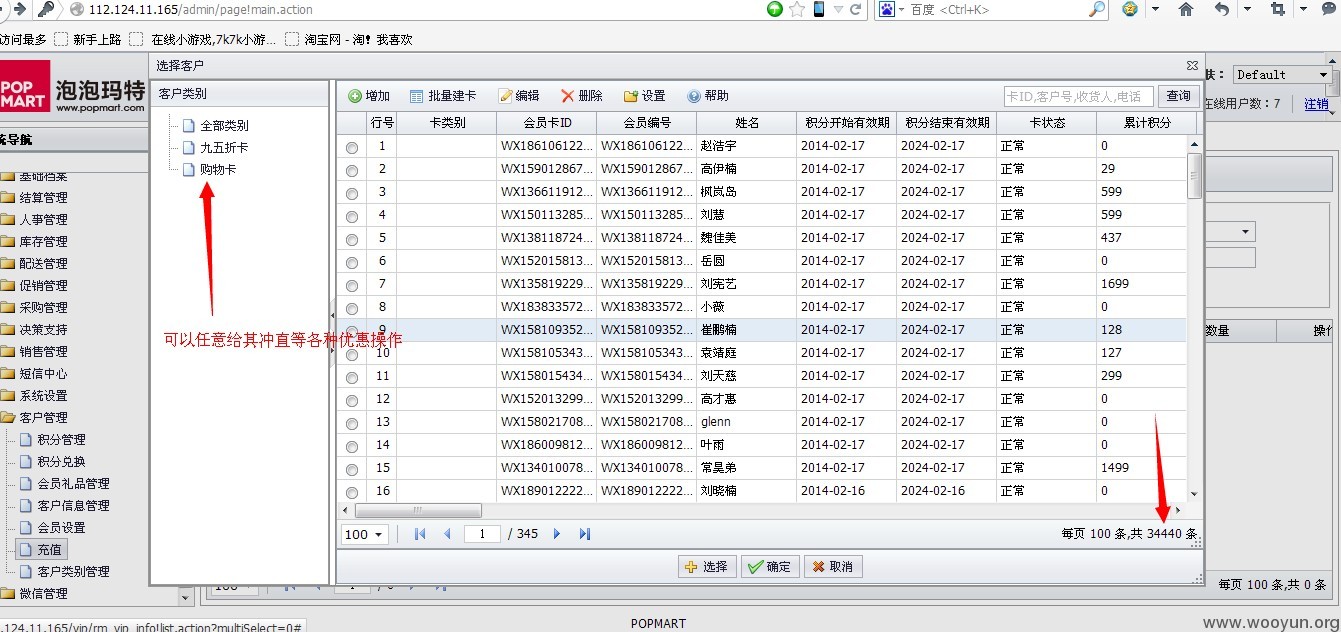 112.124.11.165/admin/page!main.action
百度 <Ctrl+K>
访问最多 新手上路 在线小游戏,7k7k小游... 淘宝网 - 淘! 我喜欢
POP MART 泡泡玛特
www.popmart.com
选择客户
肤: Default
在线用户数:7 注销
客户类别
全部类别
九五折卡
购物卡
增加 批量建卡 编辑 删除 设置 帮助 卡ID,客户号,收货人,电话 查询
行号 卡类别 会员卡ID 会员编号 姓名 积分开始有效期 积分结束有效期 卡状态 累计积分
1 WX186106122... WX186106122... 赵浩宇 2014-02-17 2024-02-17 正常 0
2 WX159012867... WX159012867... 高伊楠 2014-02-17 2024-02-17 正常 29
3 WX136611912... WX136611912... 枫岚岛 2014-02-17 2024-02-17 正常 599
4 WX150113285... WX150113285... 刘慧 2014-02-17 2024-02-17 正常 599
5 WX138118724... WX138118724... 魏佳美 2014-02-17 2024-02-17 正常 437
6 WX152015813... WX152015813... 岳圆 2014-02-17 2024-02-17 正常 0
7 WX135819229... WX135819229... 刘宪艺 2014-02-17 2024-02-17 正常 1699
8 WX183833572... WX183833572... 小薇 2014-02-17 2024-02-17 正常 0
9 WX158109352... WX158109352... 崔鹏楠 2014-02-17 2024-02-17 正常 128
10 WX158105343... WX158105343... 袁靖庭 2014-02-17 2024-02-17 正常 127
11 WX158015434... WX158015434... 刘天慈 2014-02-17 2024-02-17 正常 299
12 WX152013299... WX152013299... 高才惠 2014-02-17 2024-02-17 正常 0
13 WX158021708... WX158021708... glenn 2014-02-17 2024-02-17 正常 0
14 WX186009812... WX186009812... 叶雨 2014-02-17 2024-02-17 正常 0
15 WX134010078... WX134010078... 常昊弟 2014-02-17 2024-02-17 正常 1499
16 WX189012222... WX189012222... 刘晓楠 2014-02-16 2024-02-16 正常 0
可以任意给其冲直等各种优惠操作
100 1 / 345 每页 100 条,共 34440 条
选择 确定 取消
统导航
基础档案
结算管理
人事管理
库存管理
配送管理
促销管理
采购管理
决策支持
销售管理
短信中心
系统设置
客户管理
积分管理
积分兑换
会员礼品管理
客户信息管理
会员设置
充值
客户类别管理
微信管理
数量 操作
每页 100 条,共 0 条
.124.11.165/vip/rm_vip_info!list.action?multiSelect=0#
POPMART
www.wooyun.org